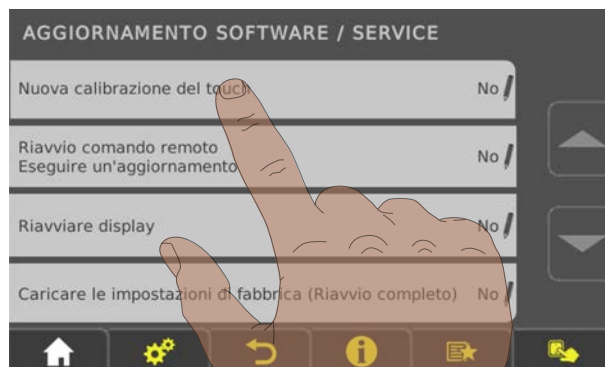 AGGIORNAMENTO SOFTWARE / SERVICE
Nuova calibrazione del touch No
Riavvio comando remoto
Eseguire un'aggiornamento No
Riavviare display No
Caricare le impostazioni di fabbrica (Riavvio completo) No